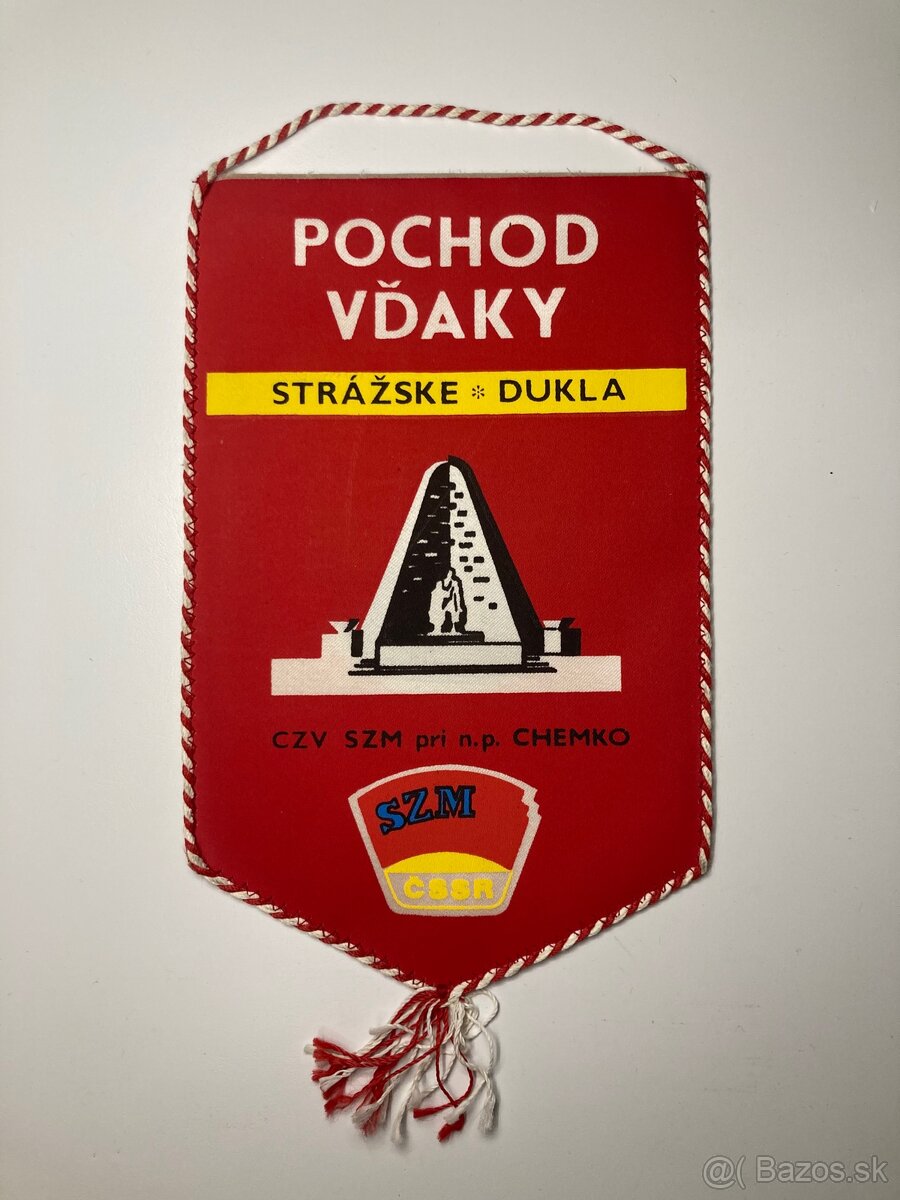 POCHOD
VĎAKY
STRÁŽSKE * DUKLA
CZV SZM pri n.p. CHEMKO
SZM
ČSSR
@( Bazos.sk